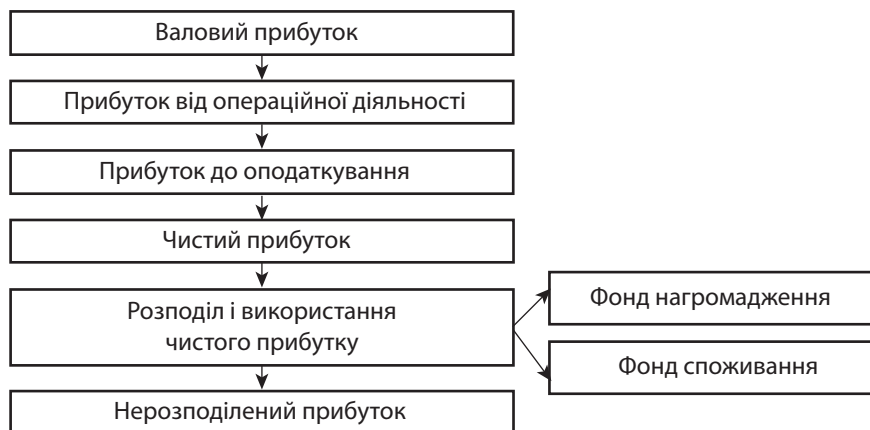 Валовий прибуток
Прибуток від операційної діяльності
Прибуток до оподаткування
Чистий прибуток
Розподіл і використання
чистого прибутку
Фонд нагромадження
Фонд споживання
Нерозподілений прибуток